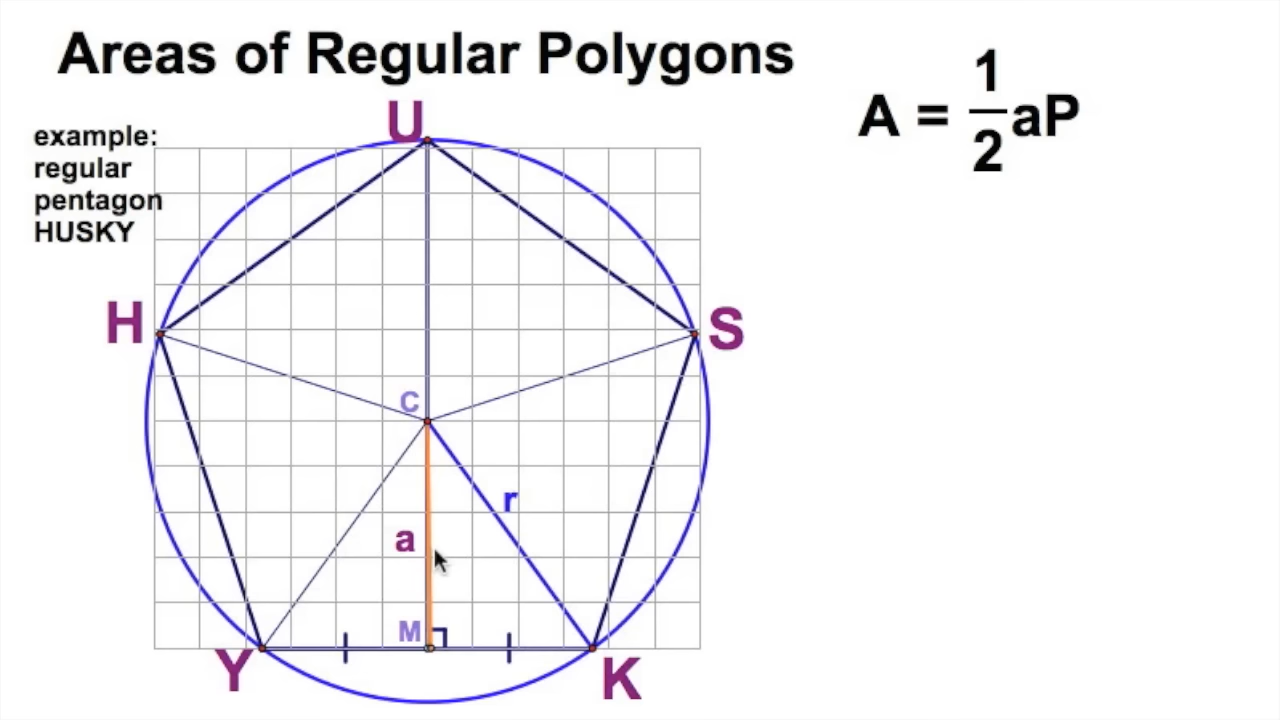 Areas of Regular Polygons
A = 1/2 aP
example:
regular
pentagon
HUSKY
U
H
S
C
r
a
M
Y
K